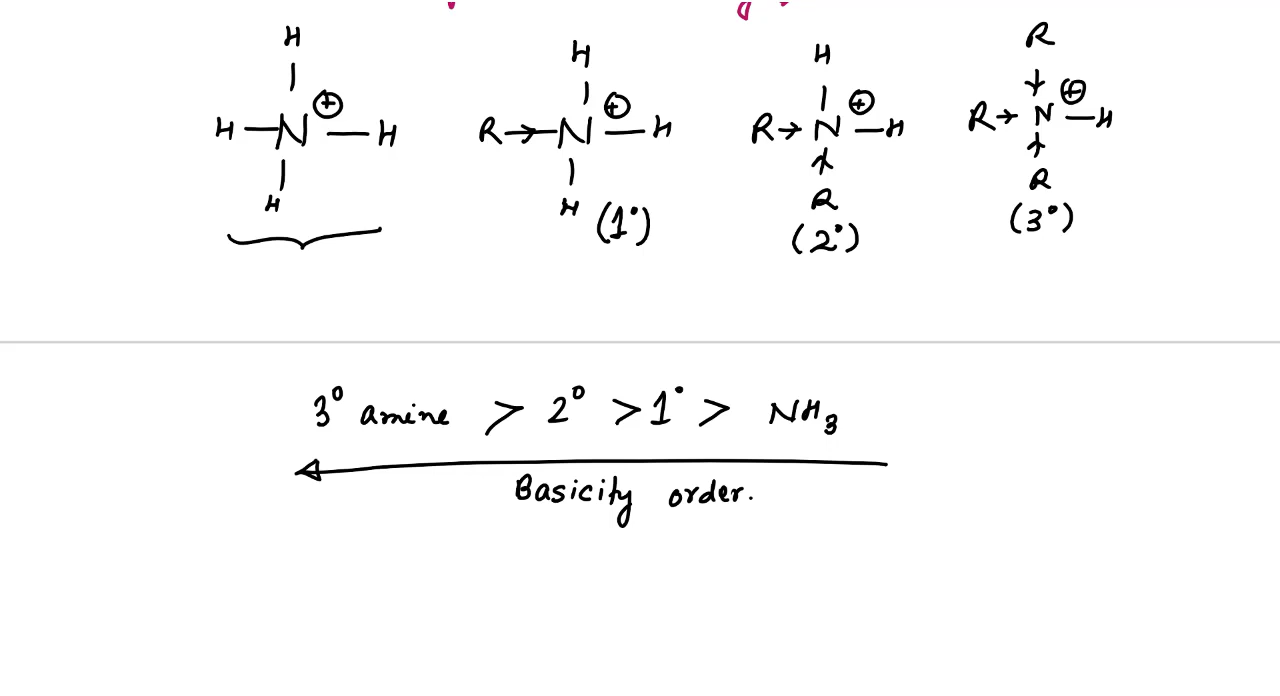 H H H R
H—N⊕—H R→N⊕—H R→N⊕—H R→N⊕—H
H H R R
(1°) (2°) (3°)
3° amine > 2° > 1° > NH₃
Basicity order.